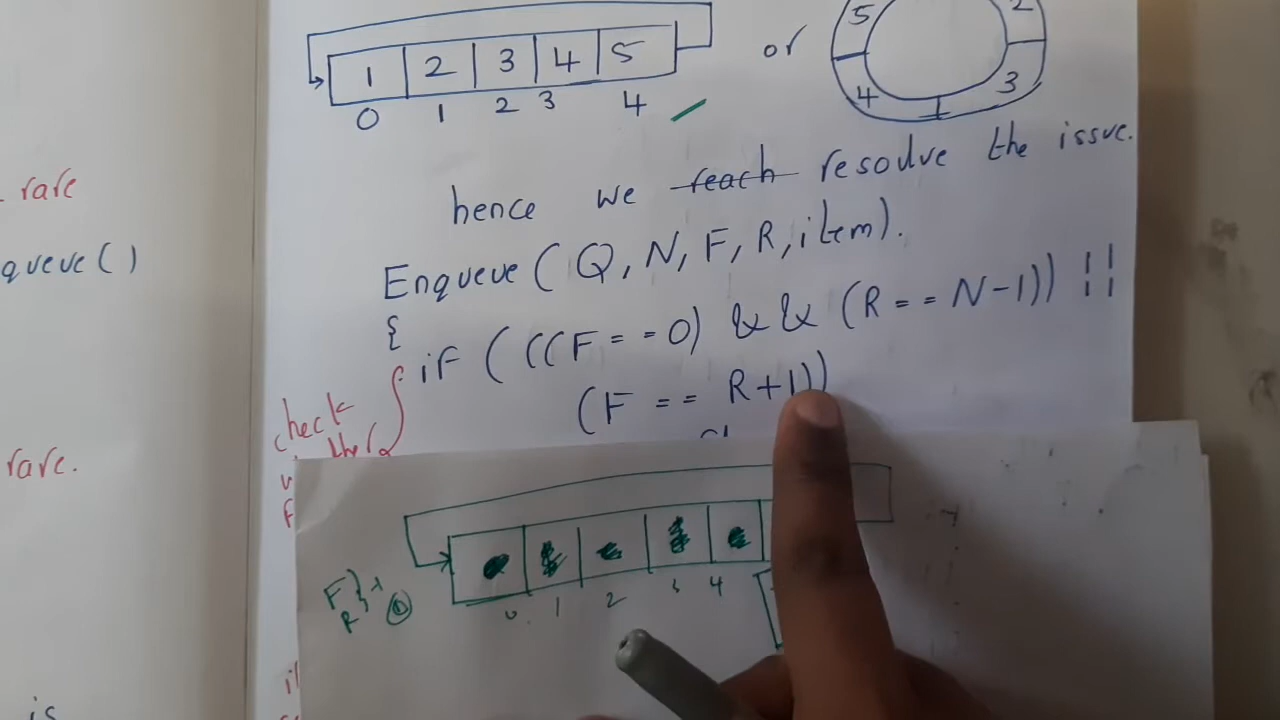 1 2 3 4 5
0 1 2 3 4
or
5 2
4 3
rare
hence we reach resolve the issue.
queue()
Enqueue(Q, N, F, R, item).
{
if (((F==0) && (R==N-1)) ||
(F == R+1))
check
rare.
F
R
0 1 2 3 4
is